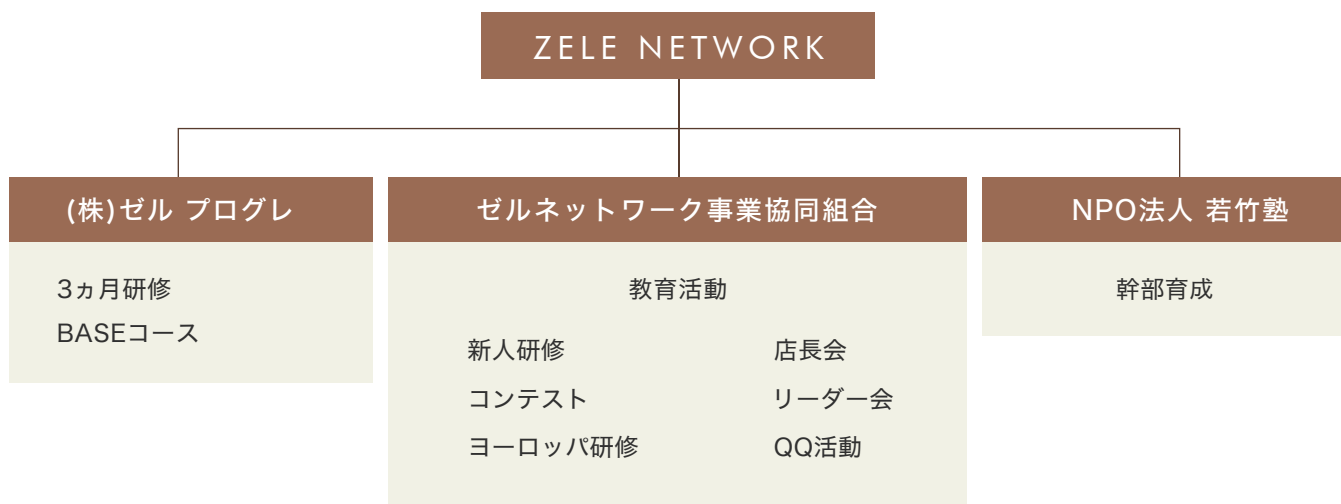 ZELE NETWORK
(株)ゼル プログレ
3ヵ月研修
BASEコース
ゼルネットワーク事業協同組合
教育活動
新人研修
店長会
コンテスト
リーダー会
ヨーロッパ研修
QQ活動
NPO法人 若竹塾
幹部育成